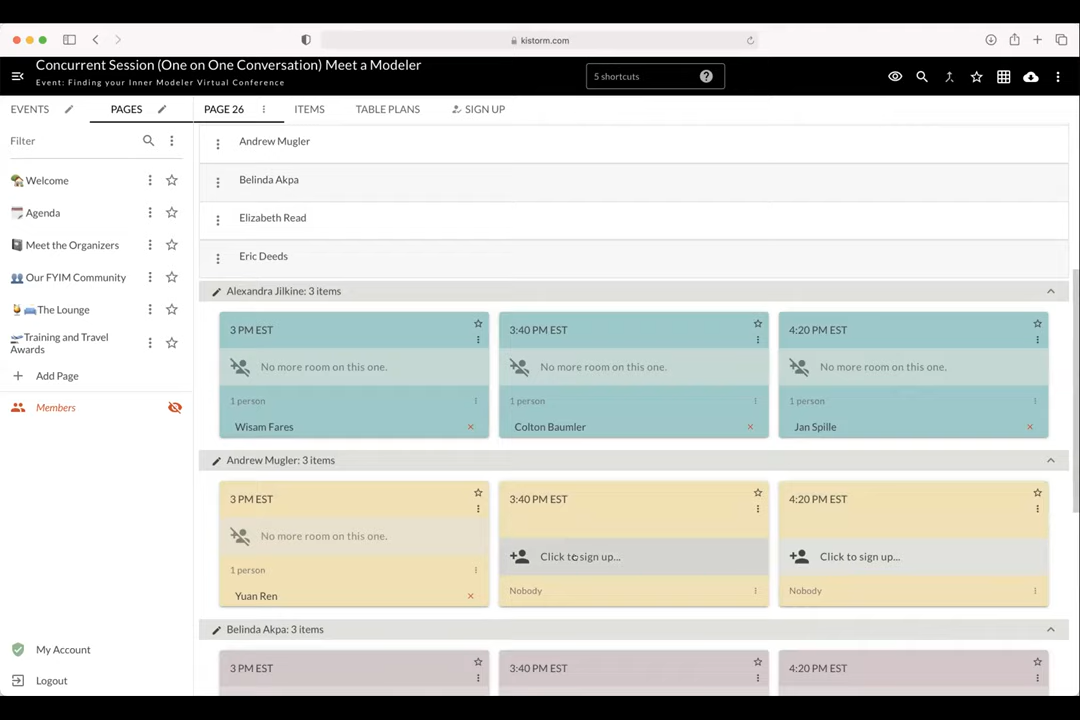 kistorm.com
Concurrent Session (One on One Conversation) Meet a Modeler
Event: Finding your Inner Modeler Virtual Conference
5 shortcuts
EVENTS
PAGES
PAGE 26
ITEMS
TABLE PLANS
SIGN UP
Filter
Welcome
Agenda
Meet the Organizers
Our FYIM Community
The Lounge
Training and Travel
Awards
Add Page
Members
My Account
Logout
Andrew Mugler
Belinda Akpa
Elizabeth Read
Eric Deeds
Alexandra Jilkine: 3 items
3 PM EST
3:40 PM EST
4:20 PM EST
No more room on this one.
No more room on this one.
No more room on this one.
1 person
1 person
1 person
Wisam Fares
Colton Baumler
Jan Spille
Andrew Mugler: 3 items
3 PM EST
3:40 PM EST
4:20 PM EST
No more room on this one.
Click to sign up...
Click to sign up...
1 person
Nobody
Nobody
Yuan Ren
Belinda Akpa: 3 items
3 PM EST
3:40 PM EST
4:20 PM EST